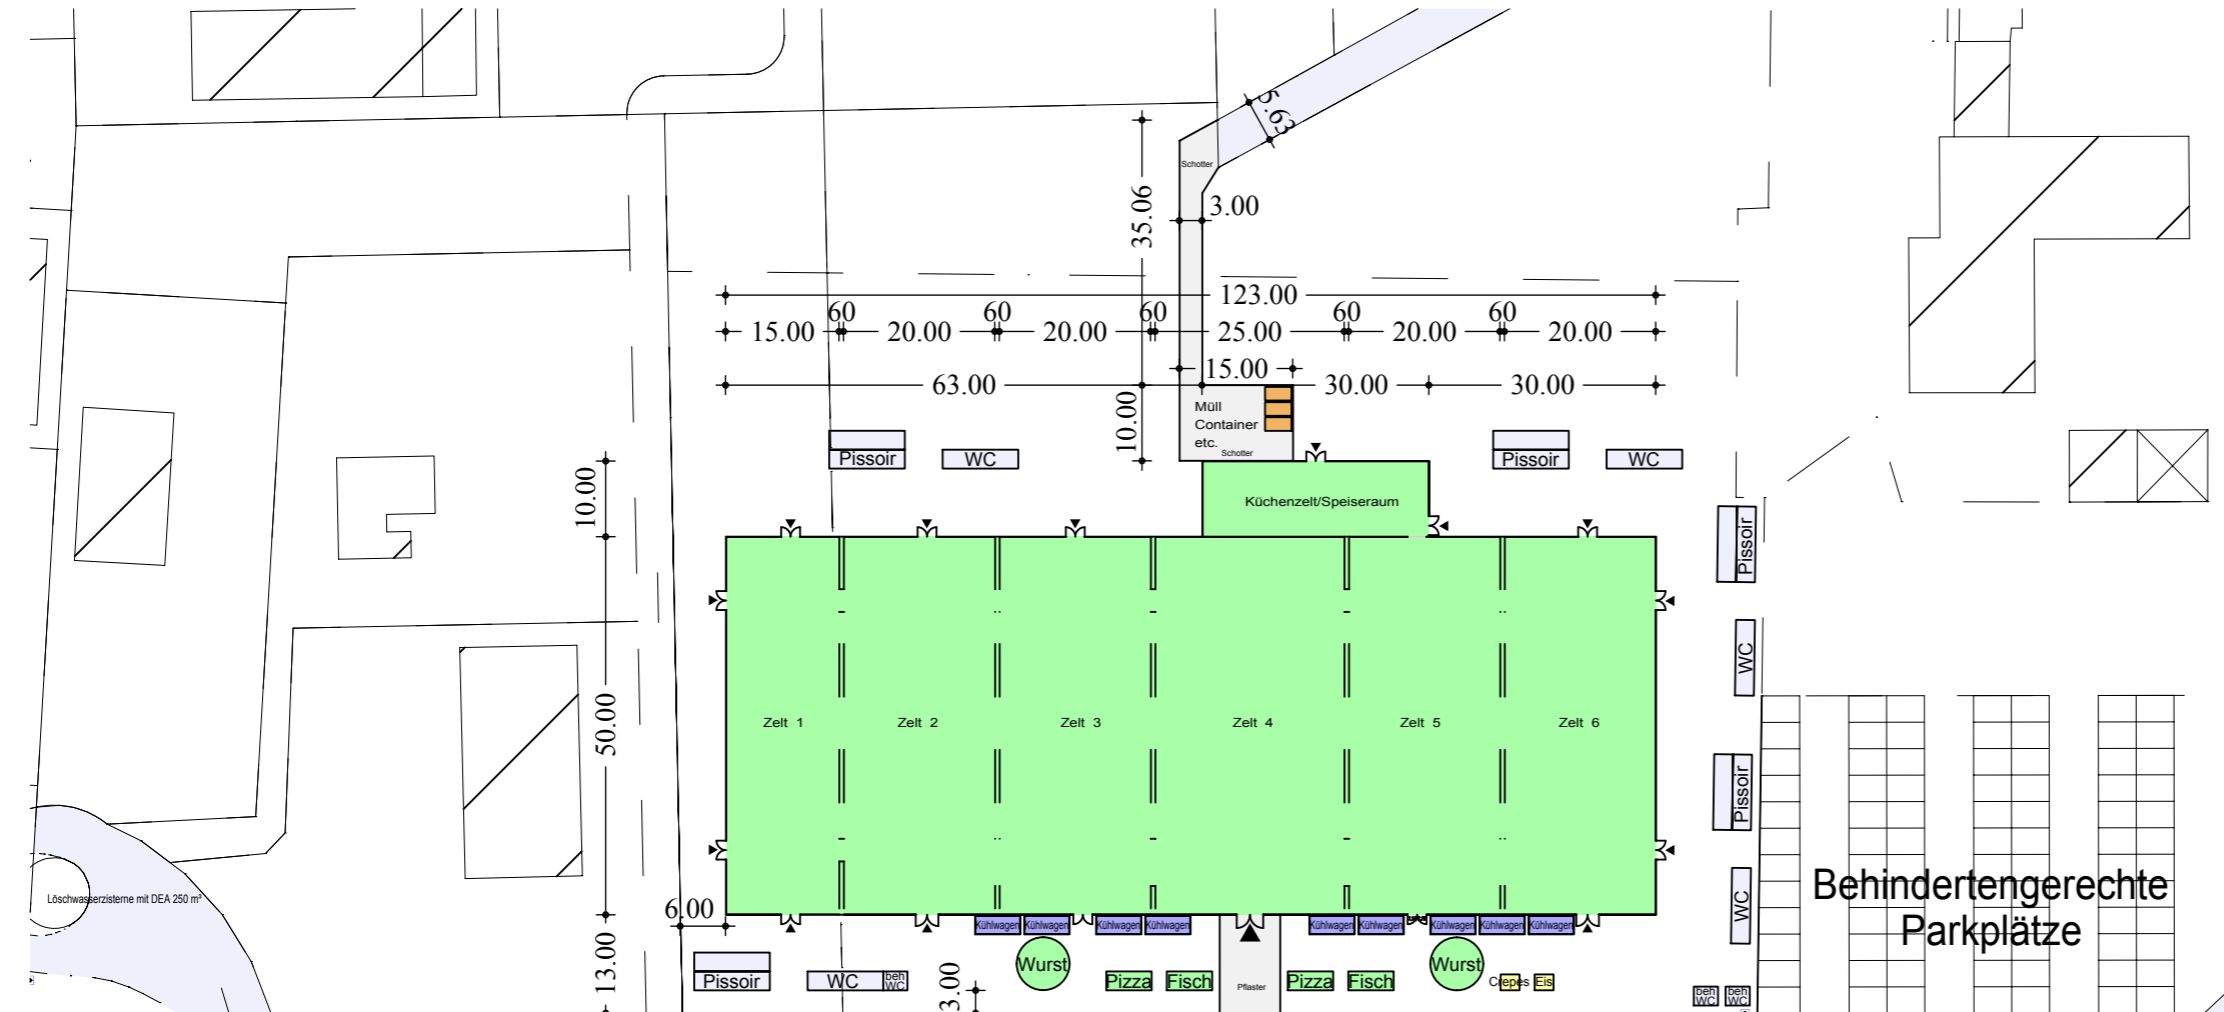 5.63
Schotter
35.06
3.00
123.00
60 60 60 60 60
15.00 20.00 20.00 25.00 20.00 20.00
15.00
63.00 30.00 30.00
10.00
Müll
Container
etc.
Schotter
Pissoir WC
Pissoir WC
10.00
Küchenzelt/Speiseraum
Pissoir
WC
50.00
Zelt 1 Zelt 2 Zelt 3 Zelt 4 Zelt 5 Zelt 6
Pissoir
WC
Behindertengerechte
Parkplätze
Löschwasserzisterne mit DEA 250 m³
6.00
Kühlwagen Kühlwagen Kühlwagen Kühlwagen Kühlwagen Kühlwagen Kühlwagen Kühlwagen Kühlwagen
13.00
Pissoir WC beh
WC
3.00
Wurst Pizza Fisch Pflaster Pizza Fisch Wurst Crepes Eis
beh
WC
beh
WC